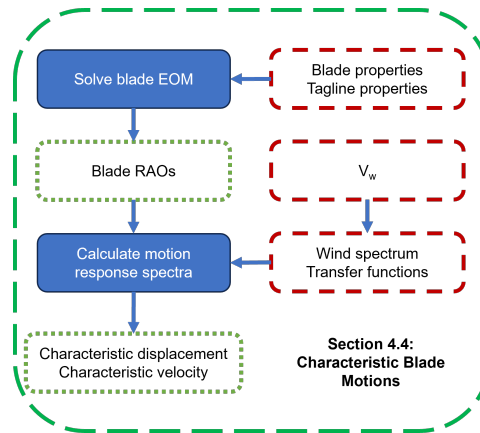 Solve blade EOM
Blade properties
Tagline properties
Blade RAOs
V_w
Calculate motion
response spectra
Wind spectrum
Transfer functions
Characteristic displacement
Characteristic velocity
Section 4.4:
Characteristic Blade
Motions